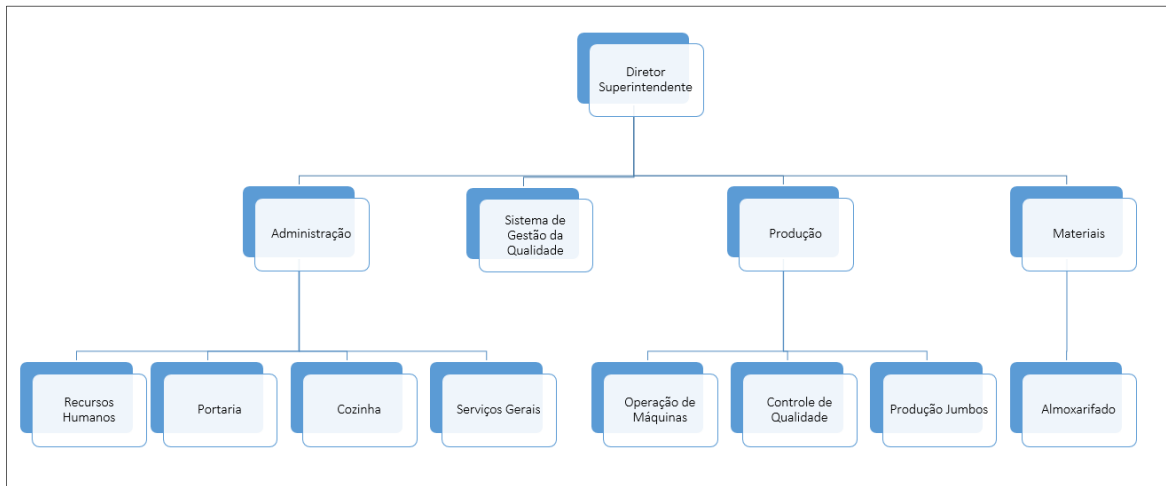 Diretor
Superintendente
Administração
Sistema de
Gestão da
Qualidade
Produção
Materiais
Recursos
Humanos
Portaria
Cozinha
Serviços Gerais
Operação de
Máquinas
Controle de
Qualidade
Produção Jumbos
Almoxarifado